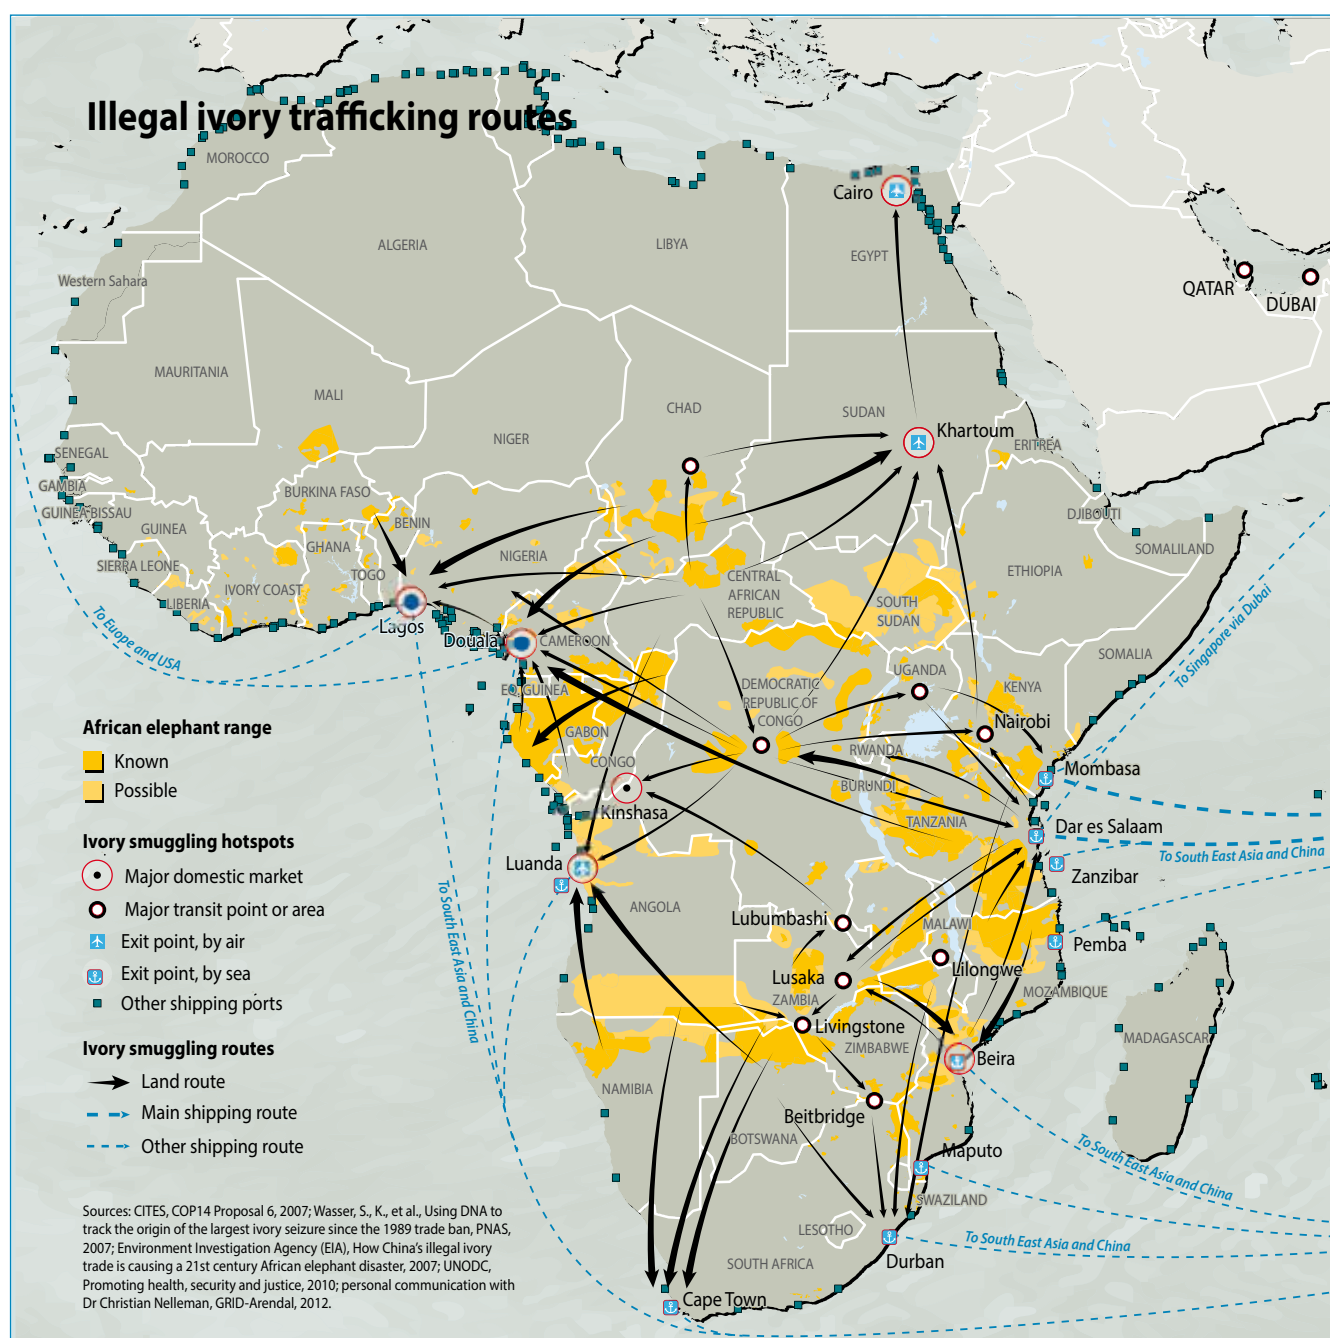 Illegal ivory trafficking routes
MOROCCO
ALGERIA
LIBYA
Cairo
EGYPT
Western Sahara
QATAR
DUBAI
MAURITANIA
MALI
NIGER
CHAD
SUDAN
Khartoum
ERITREA
SENEGAL
GAMBIA
GUINEA BISSAU
GUINEA
BURKINA FASO
BENIN
DJIBOUTI
SOMALILAND
SIERRA LEONE
GHANA
NIGERIA
TOGO
IVORY COAST
LIBERIA
CENTRAL
AFRICAN
REPUBLIC
ETHIOPIA
SOUTH
SUDAN
Lagos
Douala
CAMEROON
To Europe and USA
To Singapore via Dubai
SOMALIA
UGANDA
KENYA
EQ. GUINEA
DEMOCRATIC
REPUBLIC OF
CONGO
GABON
CONGO
Nairobi
RWANDA
BURUNDI
Mombasa
African elephant range
Known
Possible
Kinshasa
TANZANIA
Dar es Salaam
To South East Asia and China
Zanzibar
Ivory smuggling hotspots
Major domestic market
Major transit point or area
Exit point, by air
Exit point, by sea
Other shipping ports
Luanda
To South East Asia and China
ANGOLA
Lubumbashi
MALAWI
Pemba
Lusaka
Lilongwe
ZAMBIA
MOZAMBIQUE
Livingstone
ZIMBABWE
MADAGASCAR
Beira
Ivory smuggling routes
Land route
Main shipping route
Other shipping route
NAMIBIA
Beitbridge
BOTSWANA
Maputo
To South East Asia and China
SWAZILAND
LESOTHO
To South East Asia and China
Durban
SOUTH AFRICA
Cape Town
Sources: CITES, COP14 Proposal 6, 2007; Wasser, S., K., et al., Using DNA to
track the origin of the largest ivory seizure since the 1989 trade ban, PNAS,
2007; Environment Investigation Agency (EIA), How China's illegal ivory
trade is causing a 21st century African elephant disaster, 2007; UNODC,
Promoting health, security and justice, 2010; personal communication with
Dr Christian Nelleman, GRID-Arendal, 2012.